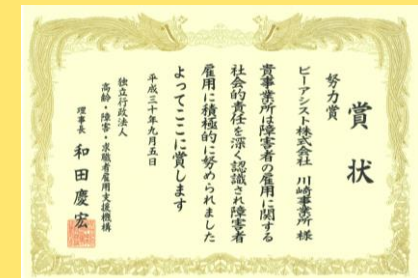 賞状
努力賞
ビーアシスト株式会社 川崎事業所 様
貴事業所は障害者の雇用に関する
社会的責任を深く認識され障害者
雇用に積極的に努められました
よってここに賞します
平成三十年九月五日
独立行政法人
高齢・障害・求職者雇用支援機構
理事長 和田慶宏